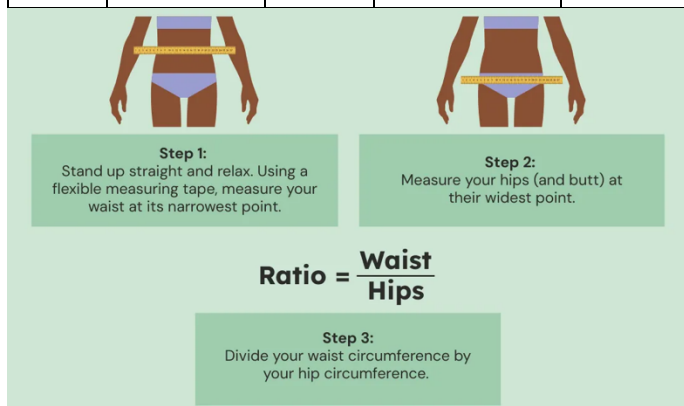 Step 1:
Stand up straight and relax. Using a
flexible measuring tape, measure your
waist at its narrowest point.
Step 2:
Measure your hips (and butt) at
their widest point.
Ratio = Waist
Hips
Step 3:
Divide your waist circumference by
your hip circumference.